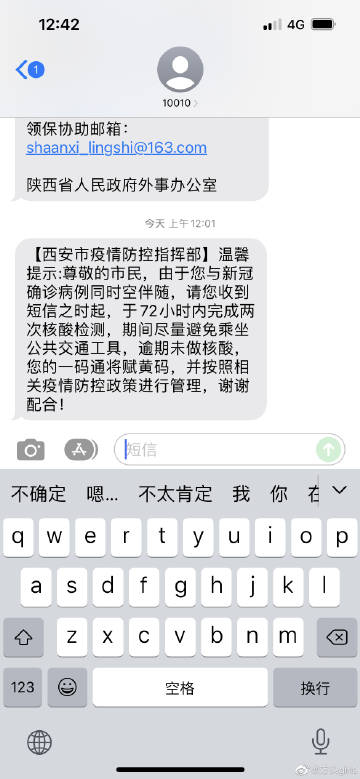 12:42
4G
1
10010
领保协助邮箱：
shaanxi_lingshi@163.com
陕西省人民政府外事办公室
今天 上午12:01
【西安市疫情防控指挥部】温馨
提示:尊敬的市民，由于您与新冠
确诊病例同时空伴随，请您收到
短信之时起，于72小时内完成两
次核酸检测，期间尽量避免乘坐
公共交通工具，逾期未做核酸，
您的一码通将赋黄码，并按照相
关疫情防控政策进行管理，谢谢
配合！
短信
不确定 嗯... 不太肯定 我 你 在
q w e r t y u i o p
a s d f g h j k l
z x c v b n m
123 空格 换行